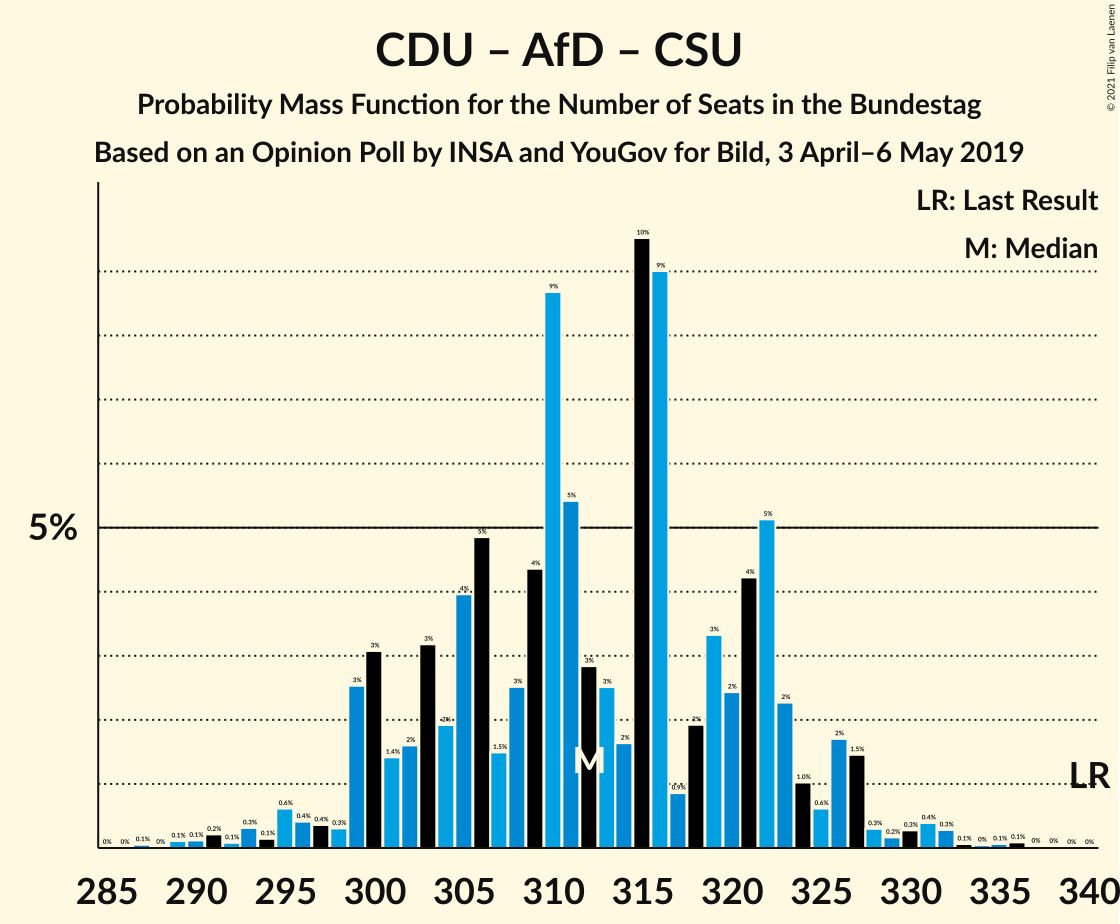 CDU – AfD – CSU
Probability Mass Function for the Number of Seats in the Bundestag
Based on an Opinion Poll by INSA and YouGov for Bild, 3 April–6 May 2019
© 2021 Filip van Laenen
LR: Last Result
M: Median
5%
0% 0% 0.1% 0% 0.1% 0.1% 0.2% 0.1% 0.3% 0.1% 0.6% 0.4% 0.4% 0.3% 3% 3% 1.4% 2% 3% 2% 4% 5% 1.5% 3% 4% 9% 5% 3% 3% 2% 10% 9% 0.9% 2% 3% 2% 4% 5% 2% 1.0% 0.6% 2% 1.5% 0.3% 0.2% 0.3% 0.4% 0.3% 0.1% 0% 0.1% 0.1% 0% 0% 0% 0%
M
LR
285 290 295 300 305 310 315 320 325 330 335 340